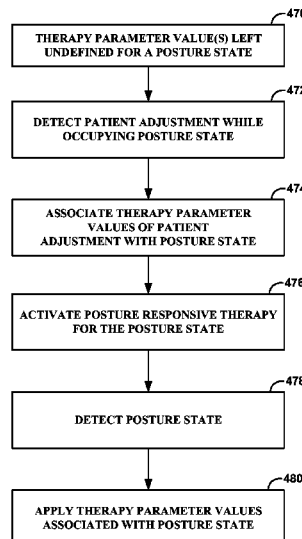 470
THERAPY PARAMETER VALUE(S) LEFT
UNDEFINED FOR A POSTURE STATE
472
DETECT PATIENT ADJUSTMENT WHILE
OCCUPYING POSTURE STATE
474
ASSOCIATE THERAPY PARAMETER
VALUES OF PATIENT
ADJUSTMENT WITH POSTURE STATE
476
ACTIVATE POSTURE RESPONSIVE THERAPY
FOR THE POSTURE STATE
478
DETECT POSTURE STATE
480
APPLY THERAPY PARAMETER VALUES
ASSOCIATED WITH POSTURE STATE